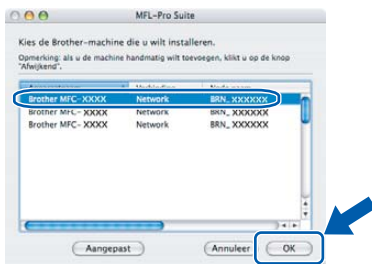 MFL-Pro Suite
Kies de Brother-machine die u wilt installeren.
Opmerking: als u de machine handmatig wilt toevoegen, klikt u op de knop
"Afwijkend".
Brother MFC-XXXX Network BRN_XXXXXX
Brother MFC-XXXX Network BRN_XXXXXX
Brother MFC-XXXX Network BRN_XXXXXX
Aangepast Annuleer OK